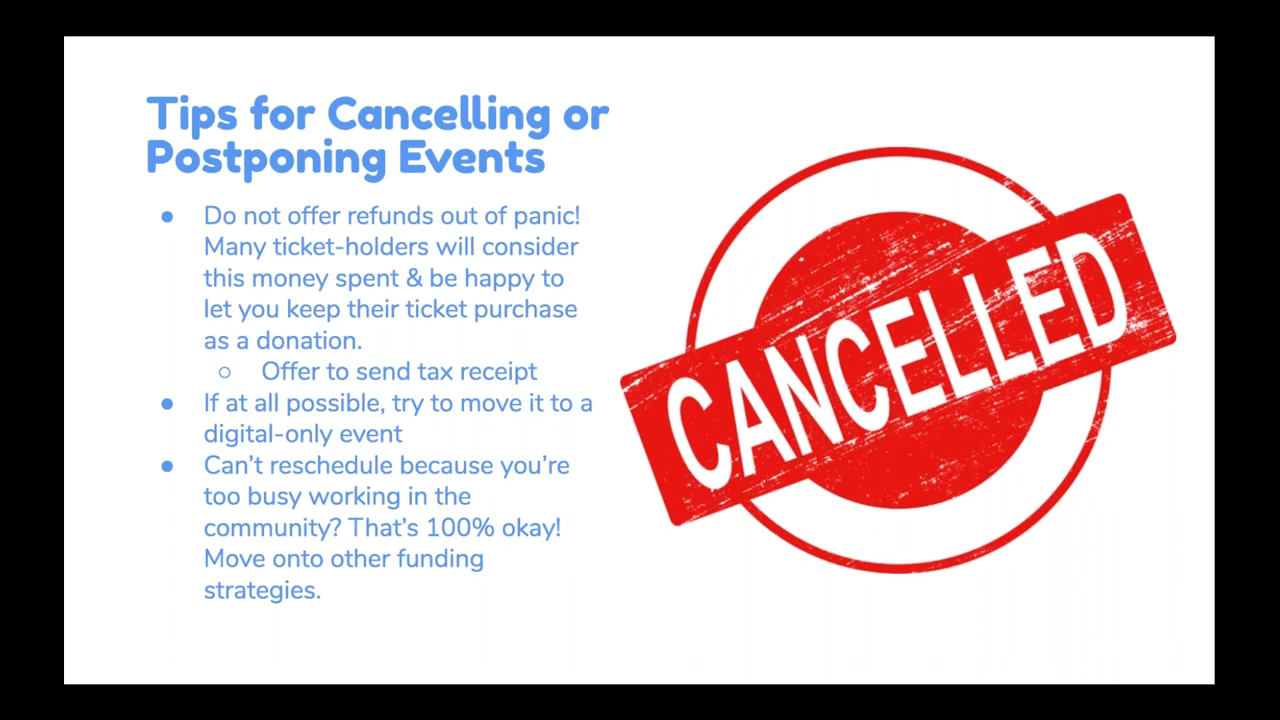 Tips for Cancelling or
Postponing Events
● Do not offer refunds out of panic!
Many ticket-holders will consider
this money spent & be happy to
let you keep their ticket purchase
as a donation.
○ Offer to send tax receipt
● If at all possible, try to move it to a
digital-only event
● Can't reschedule because you're
too busy working in the
community? That's 100% okay!
Move onto other funding
strategies.
CANCELLED